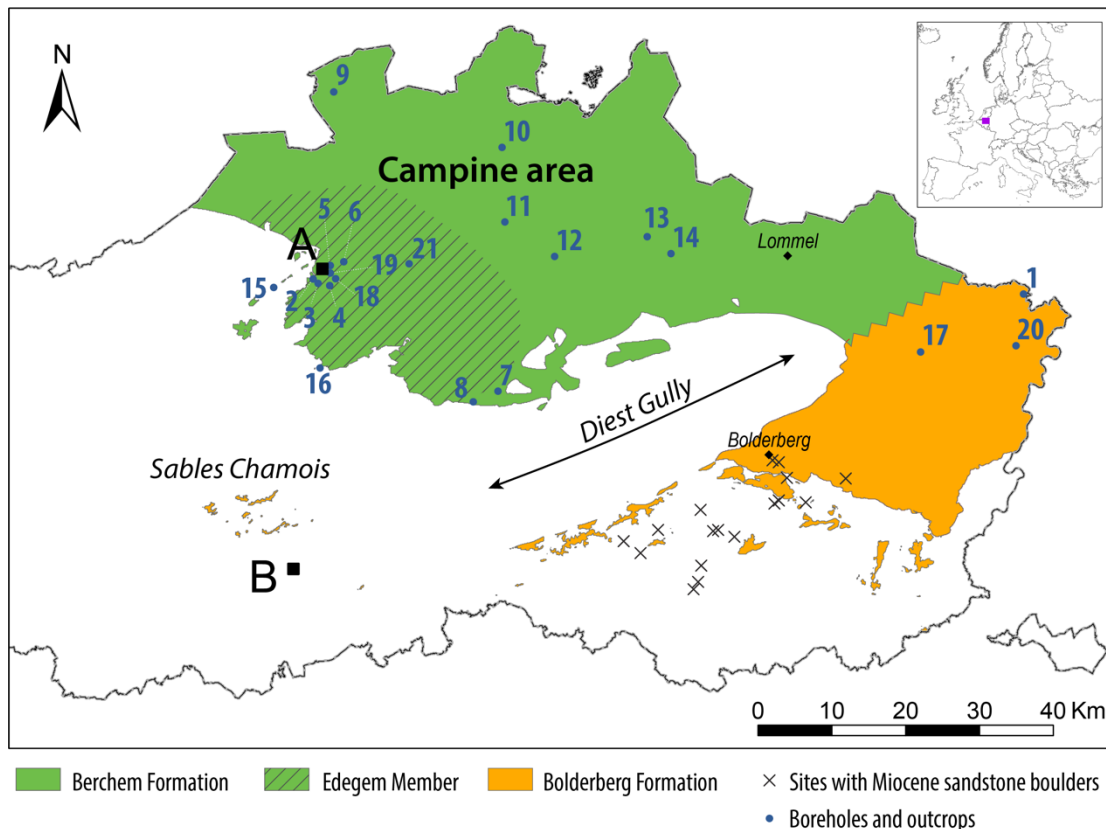 N
9
10
Campine area
5 6
11
13
A
12
14
Lommel
21
19
15
2
18
1
3 4
17
20
16
8 7
Diest Gully
Bolderberg
Sables Chamois
B
0 10 20 30 40 Km
Berchem Formation Edegem Member Bolderberg Formation × Sites with Miocene sandstone boulders
Boreholes and outcrops